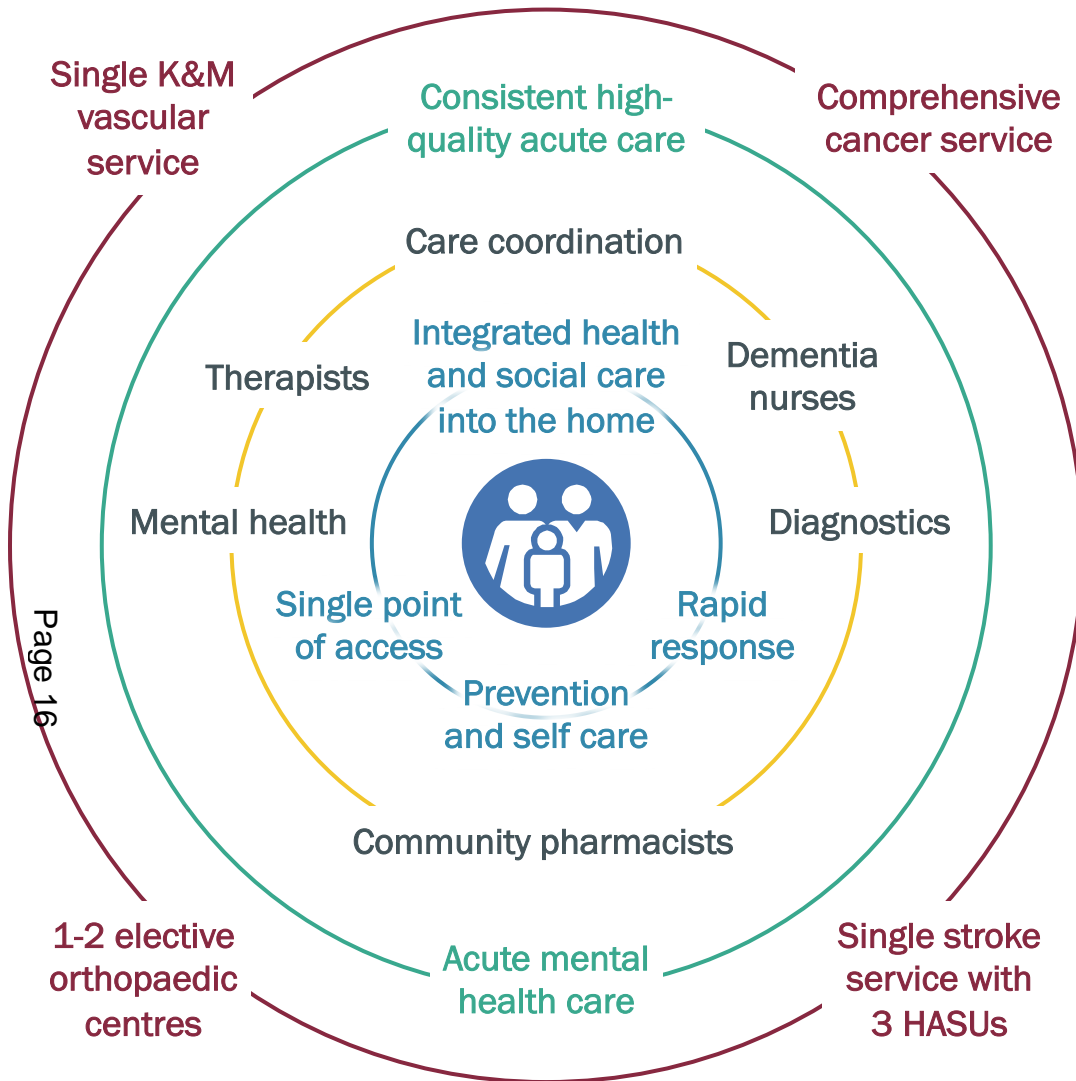 Single K&M
vascular
service
Consistent high-
quality acute care
Comprehensive
cancer service
Care coordination
Integrated health
and social care
into the home
Dementia
nurses
Therapists
Mental health
Diagnostics
Single point
of access
Rapid
response
Prevention
and self care
Page 16
Community pharmacists
1-2 elective
orthopaedic
centres
Acute mental
health care
Single stroke
service with
3 HASUs